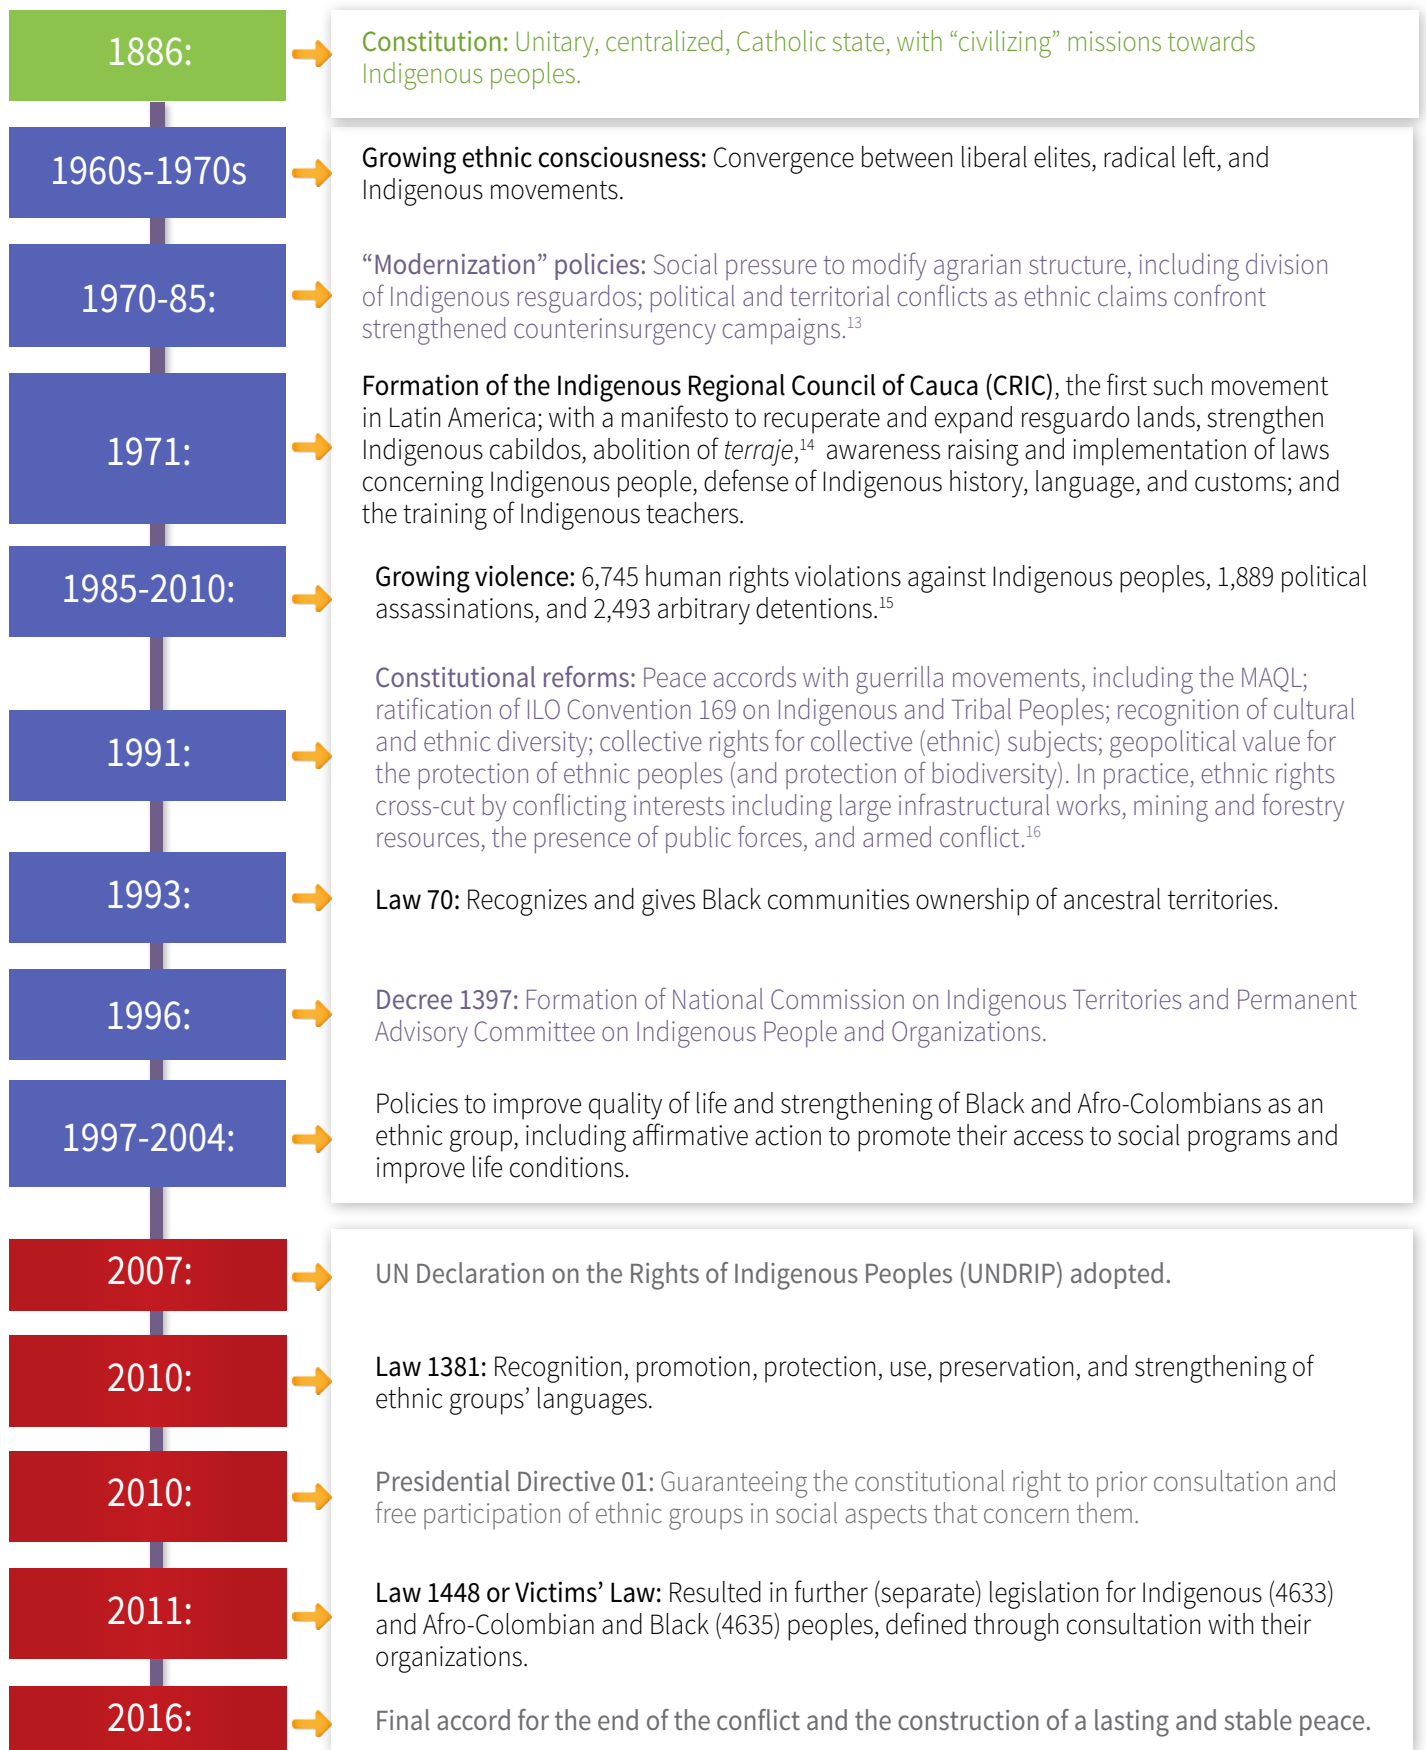 1886:
Constitution: Unitary, centralized, Catholic state, with “civilizing” missions towards
Indigenous peoples.
1960s-1970s
Growing ethnic consciousness: Convergence between liberal elites, radical left, and
Indigenous movements.
1970-85:
“Modernization” policies: Social pressure to modify agrarian structure, including division
of Indigenous resguardos; political and territorial conflicts as ethnic claims confront
strengthened counterinsurgency campaigns.13
1971:
Formation of the Indigenous Regional Council of Cauca (CRIC), the first such movement
in Latin America; with a manifesto to recuperate and expand resguardo lands, strengthen
Indigenous cabildos, abolition of terraje,14 awareness raising and implementation of laws
concerning Indigenous people, defense of Indigenous history, language, and customs; and
the training of Indigenous teachers.
1985-2010:
Growing violence: 6,745 human rights violations against Indigenous peoples, 1,889 political
assassinations, and 2,493 arbitrary detentions.15
1991:
Constitutional reforms: Peace accords with guerrilla movements, including the MAQL;
ratification of ILO Convention 169 on Indigenous and Tribal Peoples; recognition of cultural
and ethnic diversity; collective rights for collective (ethnic) subjects; geopolitical value for
the protection of ethnic peoples (and protection of biodiversity). In practice, ethnic rights
cross-cut by conflicting interests including large infrastructural works, mining and forestry
resources, the presence of public forces, and armed conflict.16
1993:
Law 70: Recognizes and gives Black communities ownership of ancestral territories.
1996:
Decree 1397: Formation of National Commission on Indigenous Territories and Permanent
Advisory Committee on Indigenous People and Organizations.
1997-2004:
Policies to improve quality of life and strengthening of Black and Afro-Colombians as an
ethnic group, including affirmative action to promote their access to social programs and
improve life conditions.
2007:
UN Declaration on the Rights of Indigenous Peoples (UNDRIP) adopted.
2010:
Law 1381: Recognition, promotion, protection, use, preservation, and strengthening of
ethnic groups’ languages.
2010:
Presidential Directive 01: Guaranteeing the constitutional right to prior consultation and
free participation of ethnic groups in social aspects that concern them.
2011:
Law 1448 or Victims’ Law: Resulted in further (separate) legislation for Indigenous (4633)
and Afro-Colombian and Black (4635) peoples, defined through consultation with their
organizations.
2016:
Final accord for the end of the conflict and the construction of a lasting and stable peace.